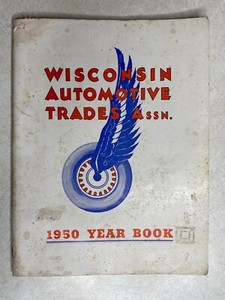 WISCONSIN
AUTOMOTIVE
TRADES ASSN.
1950 YEAR BOOK